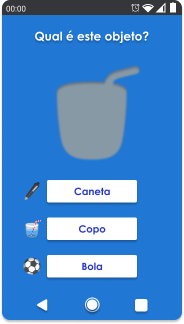 00:00
Qual é este objeto?
Caneta
Copo
Bola